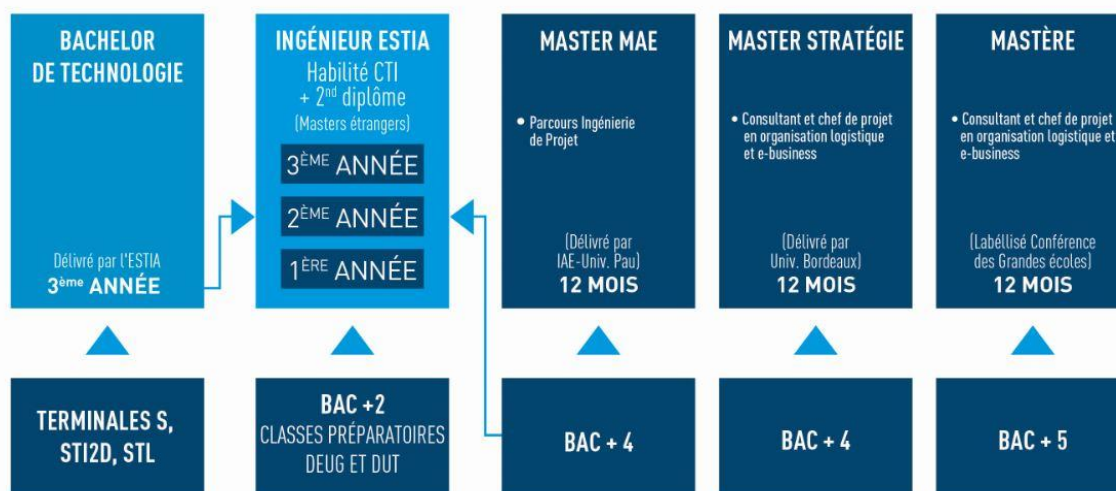 BACHELOR
DE TECHNOLOGIE
Délivré par l'ESTIA
3ème ANNÉE
INGÉNIEUR ESTIA
Habilité CTI
+ 2nd diplôme
(Masters étrangers)
3ÈME ANNÉE
2ÈME ANNÉE
1ÈRE ANNÉE
MASTER MAE
• Parcours Ingénierie
de Projet
(Délivré par
IAE-Univ. Pau)
12 MOIS
MASTER STRATÉGIE
• Consultant et chef de projet
en organisation logistique
et e-business
(Délivré par
Univ. Bordeaux)
12 MOIS
MASTÈRE
• Consultant et chef de projet
en organisation logistique et
e-business
(Labéllisé Conférence
des Grandes écoles)
12 MOIS
TERMINALES S,
STI2D, STL
BAC +2
CLASSES PRÉPARATOIRES
DEUG ET DUT
BAC + 4
BAC + 4
BAC + 5